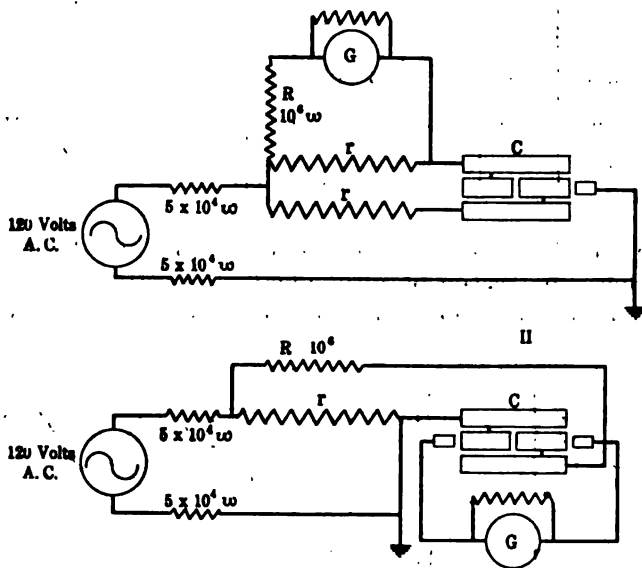 G
R
10⁶ ω
r
C
r
5 x 10⁴ ω
120 Volts
A. C.
5 x 10⁴ ω
II
R 10⁶
r
C
5 x 10⁴ ω
120 Volts
A. C.
5 x 10⁴ ω
G